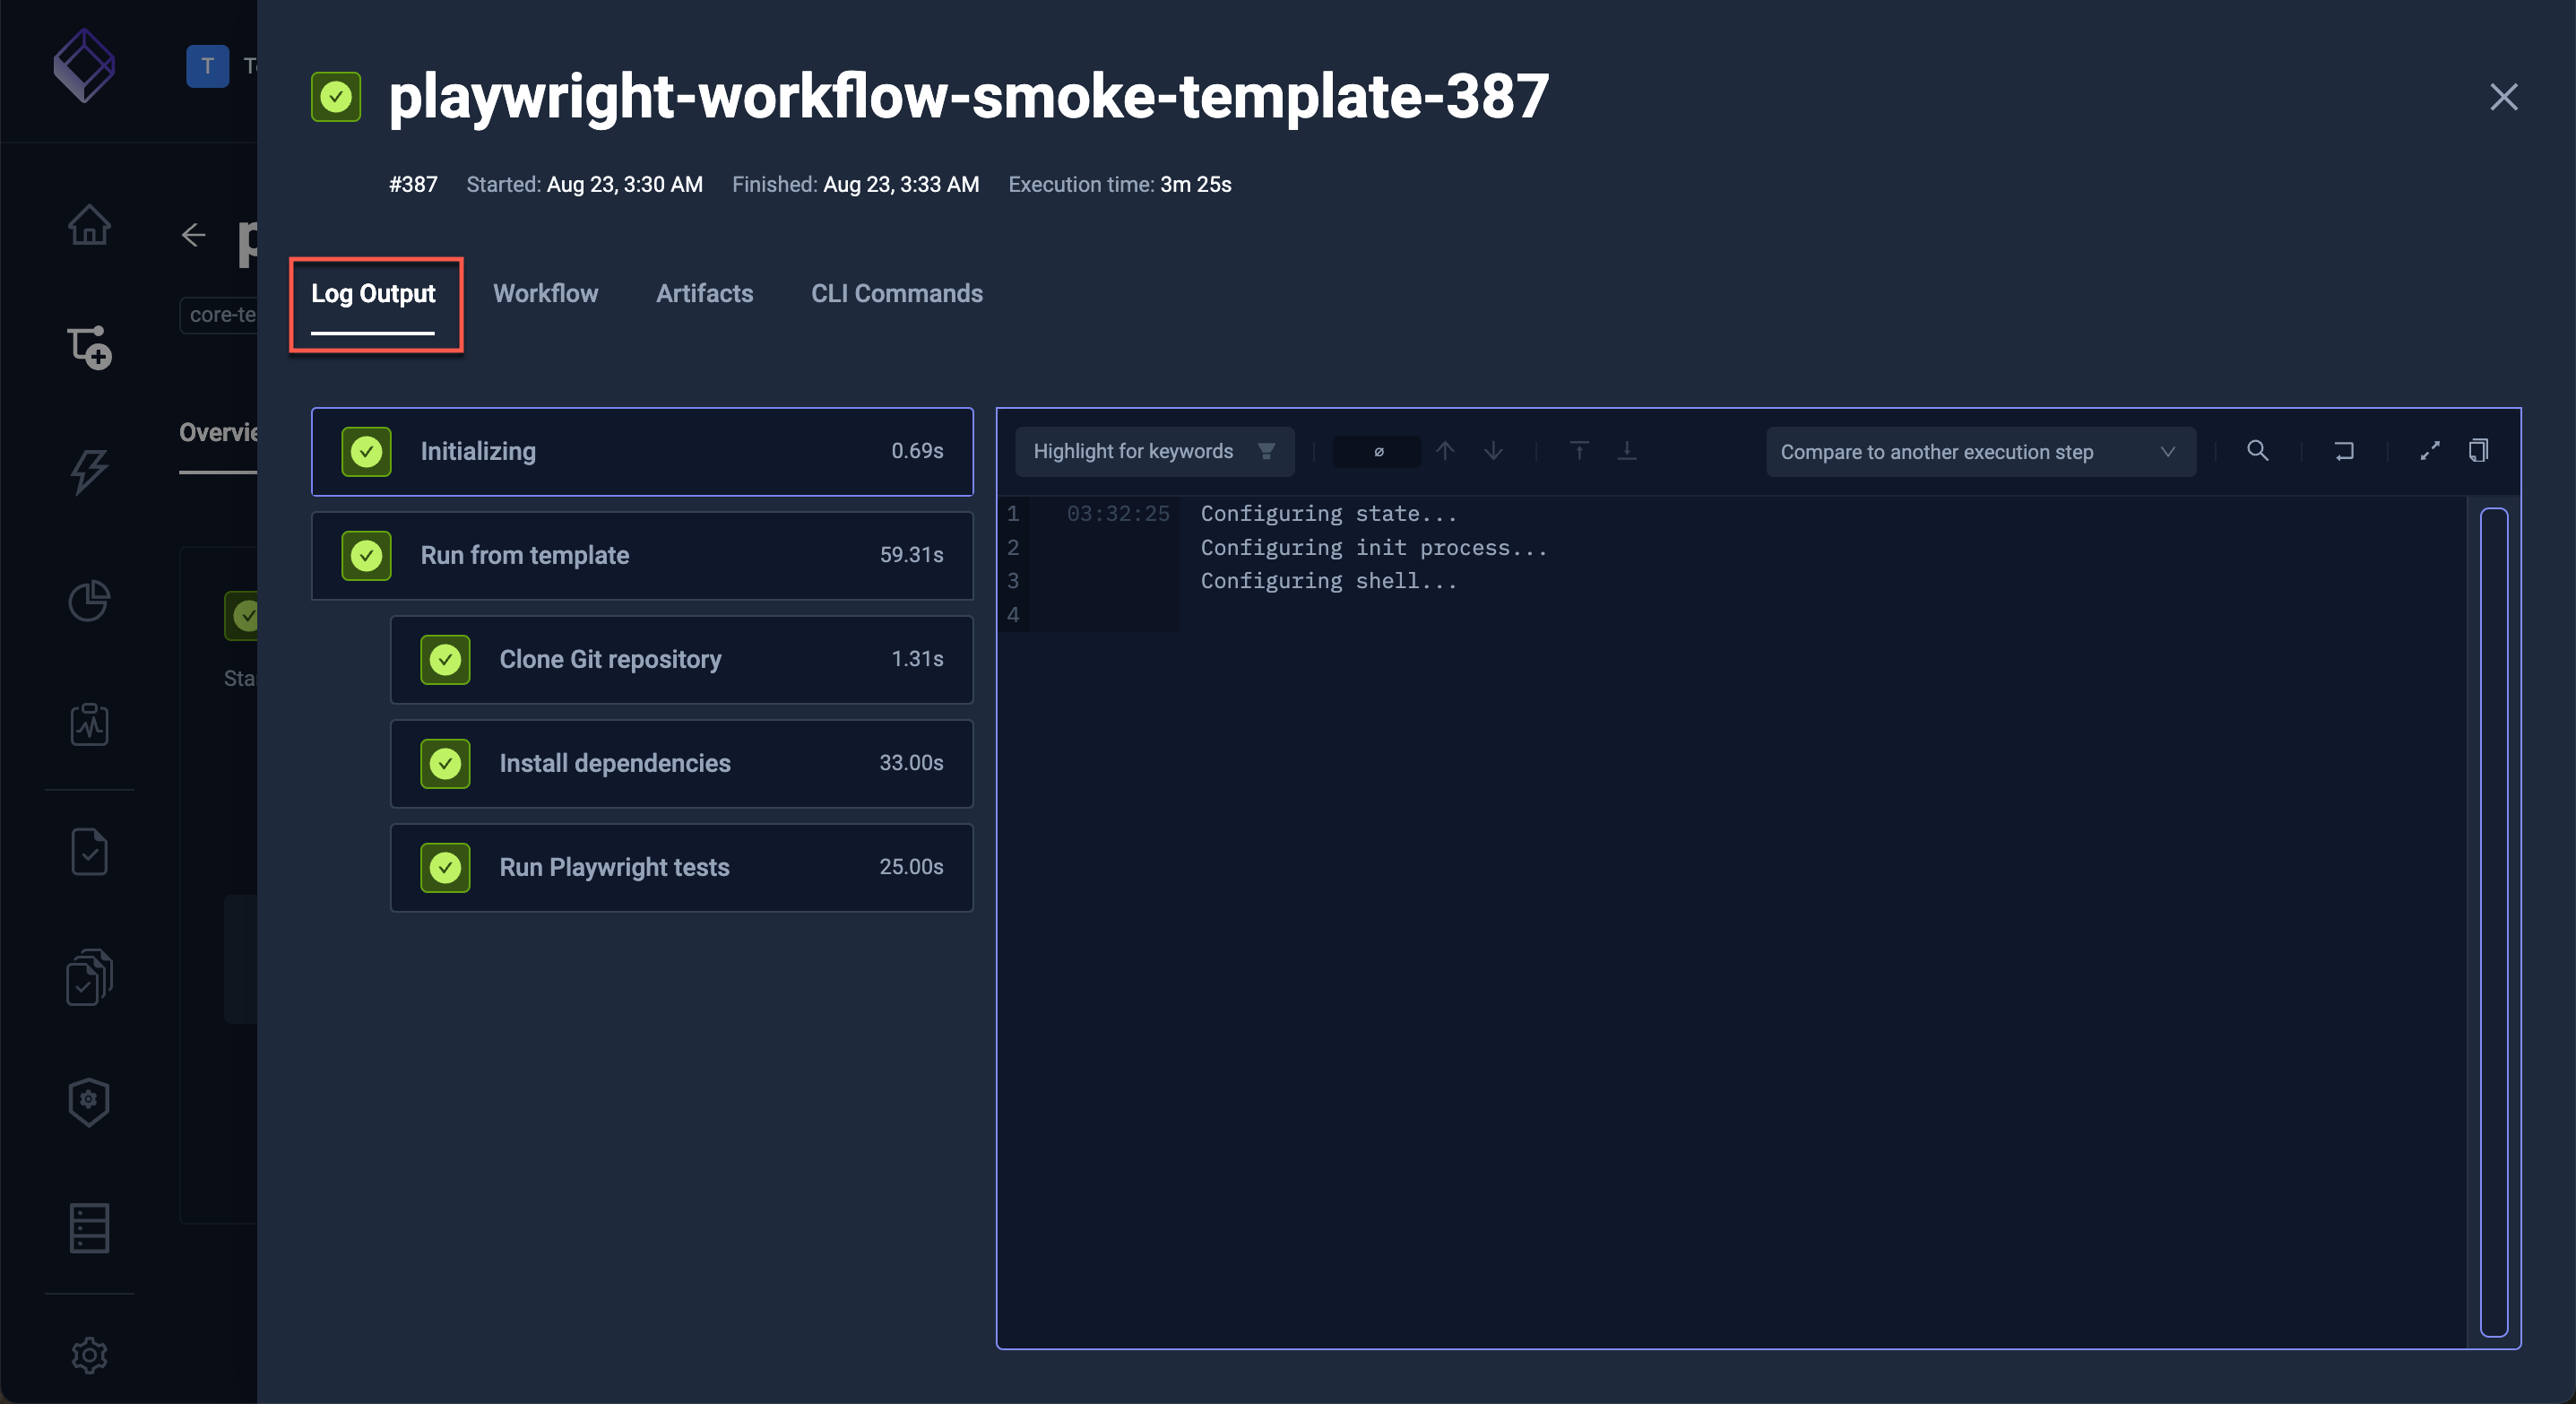 T
playwright-workflow-smoke-template-387
#387 Started: Aug 23, 3:30 AM Finished: Aug 23, 3:33 AM Execution time: 3m 25s
core-te
Log Output Workflow Artifacts CLI Commands
Initializing 0.69s
Run from template 59.31s
Clone Git repository 1.31s
Install dependencies 33.00s
Run Playwright tests 25.00s
Highlight for keywords ø Compare to another execution step
1 03:32:25 Configuring state...
2 Configuring init process...
3 Configuring shell...
4